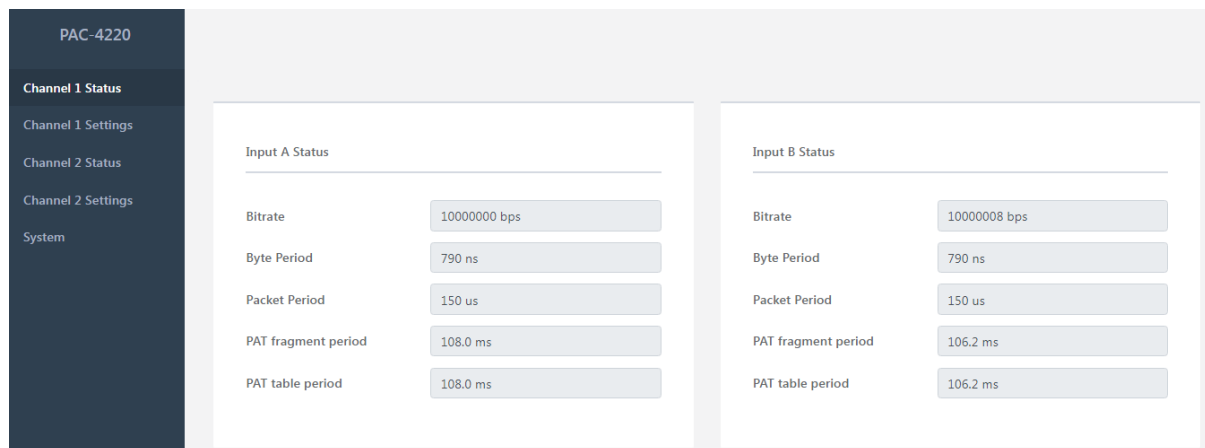 PAC-4220
Channel 1 Status
Channel 1 Settings
Channel 2 Status
Channel 2 Settings
System
Input A Status
Bitrate 10000000 bps
Byte Period 790 ns
Packet Period 150 us
PAT fragment period 108.0 ms
PAT table period 108.0 ms
Input B Status
Bitrate 10000008 bps
Byte Period 790 ns
Packet Period 150 us
PAT fragment period 106.2 ms
PAT table period 106.2 ms